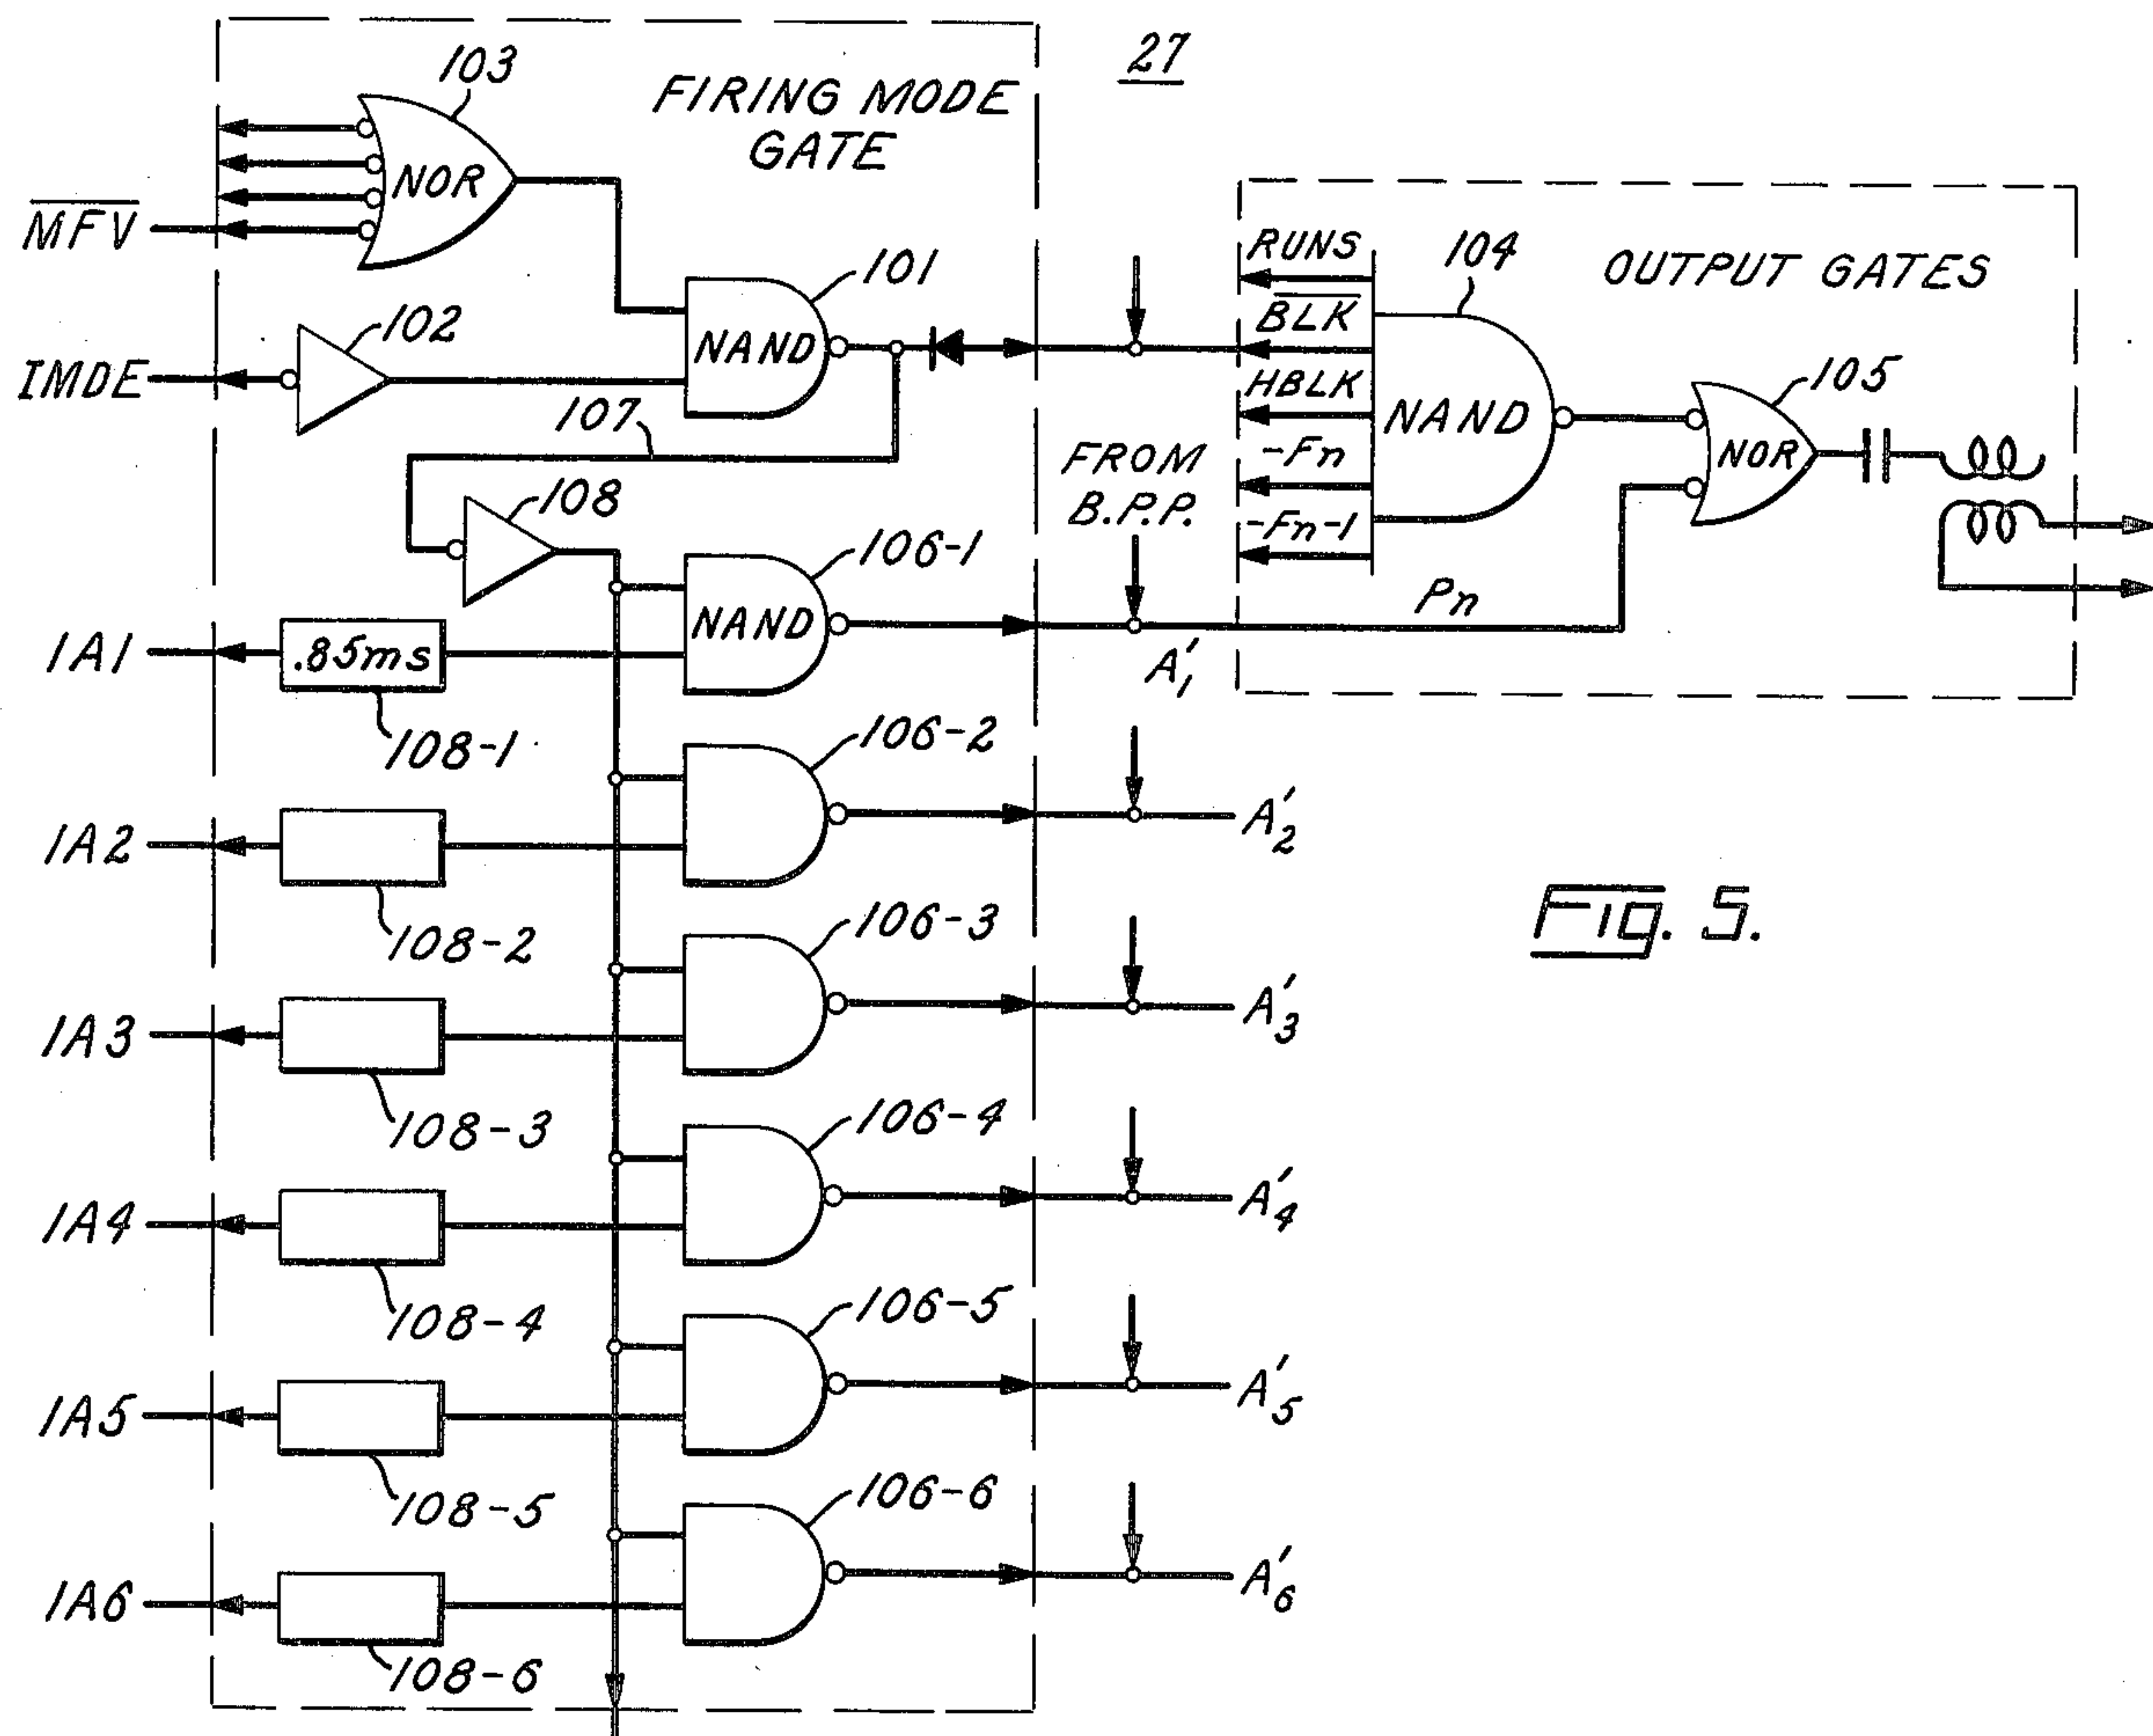 27
103
FIRING MODE
GATE
NOR
MFV
102
IMDE
101
NAND
107
108
RUNS
BLK
HBLK
-Fn
-Fn-1
104
NAND
OUTPUT GATES
105
NOR
FROM
B.P.P.
Pn
1A1
.85ms
108-1
106-1
NAND
A'1
1A2
108-2
106-2
A'2
1A3
108-3
106-3
A'3
1A4
108-4
106-4
A'4
1A5
108-5
106-5
A'5
1A6
108-6
106-6
A'6
Fig. 5.